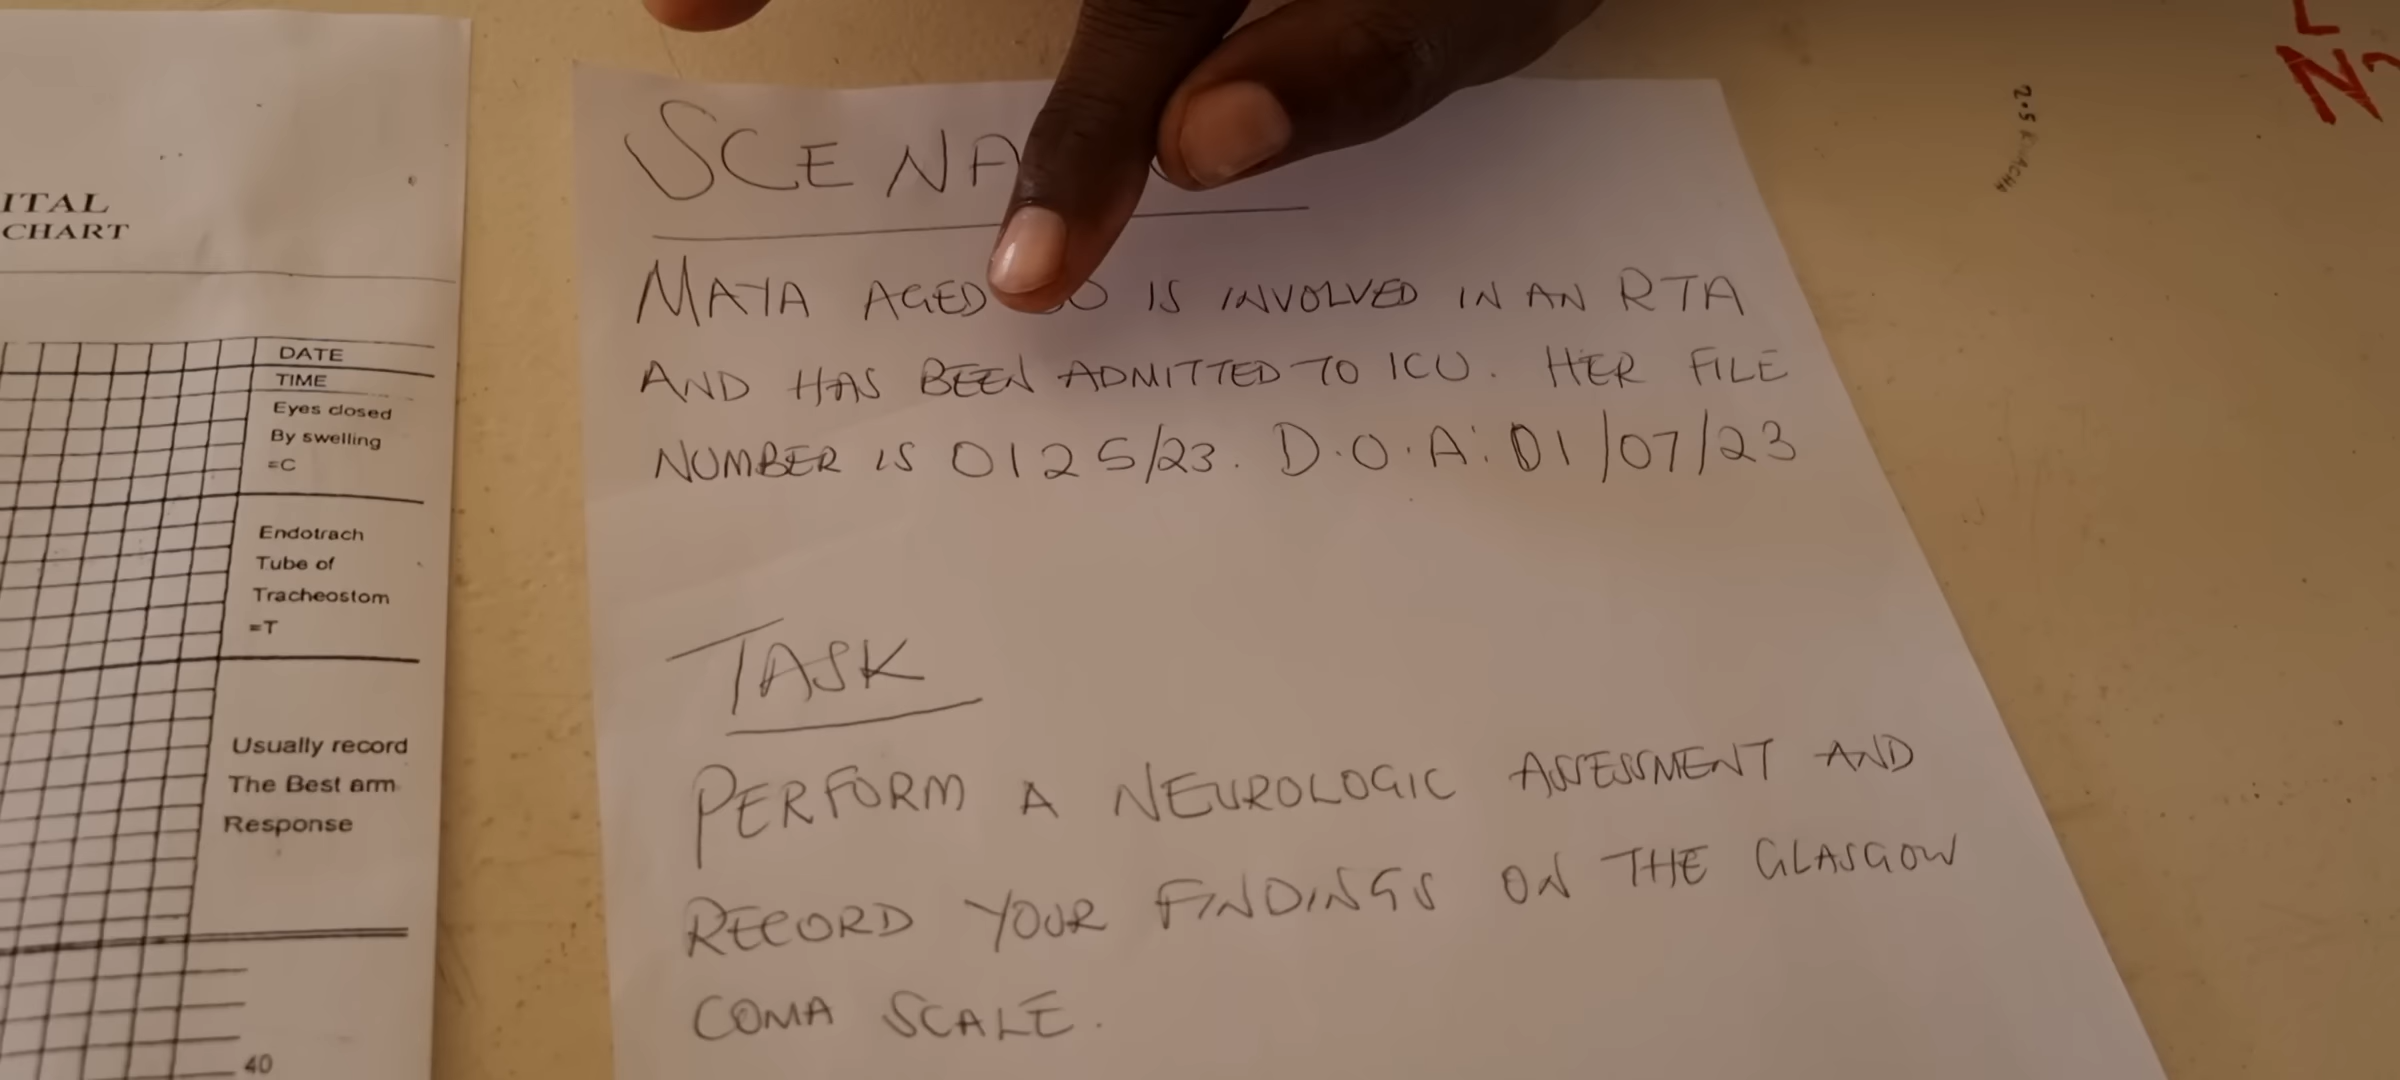 ITAL
CHART
DATE
TIME
Eyes closed
By swelling
=C
Endotrach
Tube of
Tracheostom
=T
Usually record
The Best arm
Response
40
SCENA
MAYA AGED IS INVOLVED IN AN RTA
AND HAS BEEN ADMITTED TO ICU. HER FILE
NUMBER IS 0125/23. D.O.A: 01/07/23
TASK
PERFORM A NEUROLOGIC ASSESSMENT AND
RECORD YOUR FINDINGS ON THE GLASGOW
COMA SCALE.
L